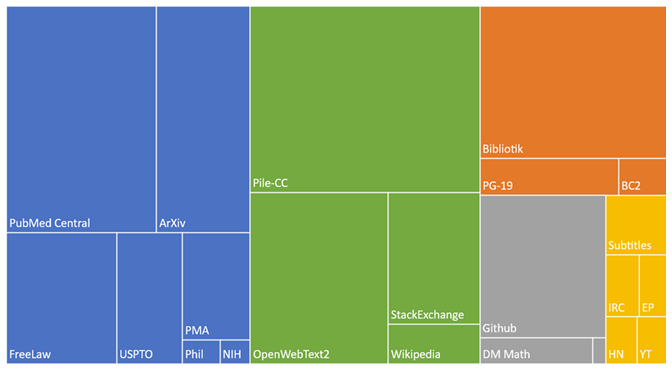 PubMed Central
ArXiv
FreeLaw
USPTO
PMA
Phil
NIH
Pile-CC
OpenWebText2
StackExchange
Wikipedia
Bibliotik
PG-19
BC2
Github
DM Math
Subtitles
IRC
EP
HN
YT